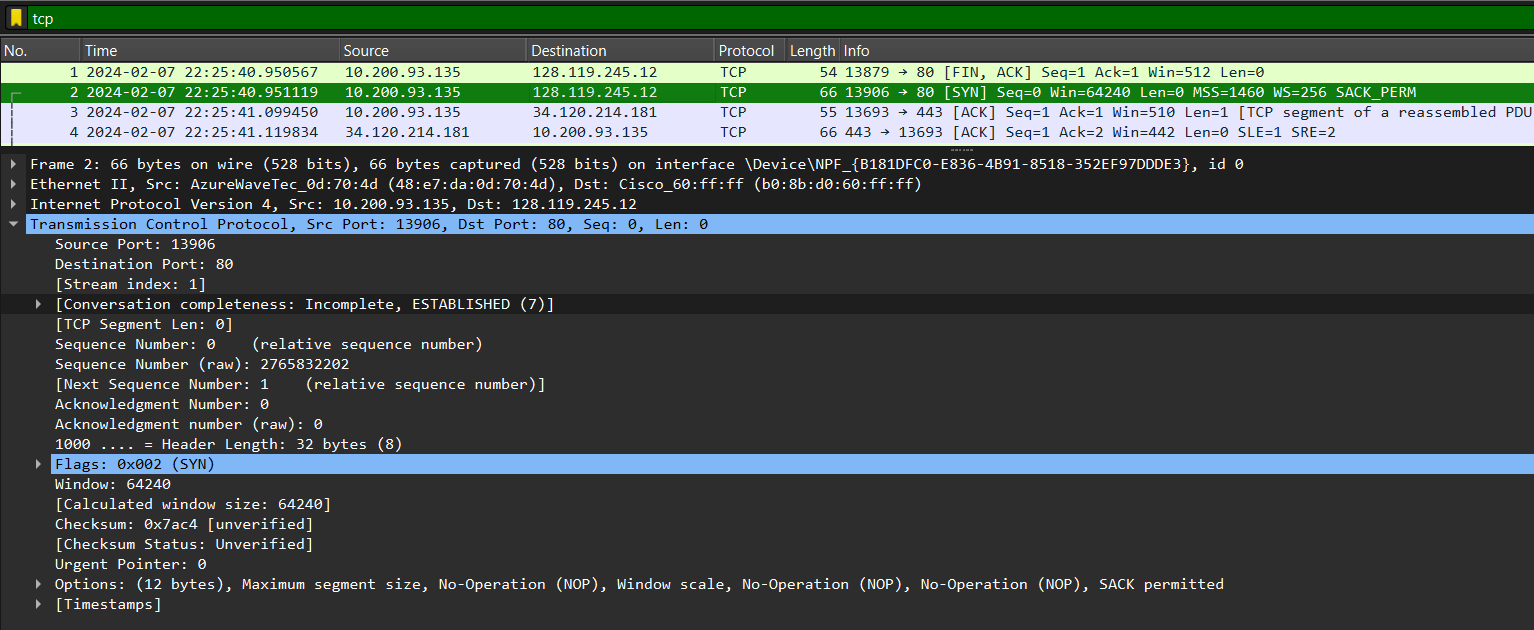 tcp
No. Time Source Destination Protocol Length Info
1 2024-02-07 22:25:40.950567 10.200.93.135 128.119.245.12 TCP 54 13879 → 80 [FIN, ACK] Seq=1 Ack=1 Win=512 Len=0
2 2024-02-07 22:25:40.951119 10.200.93.135 128.119.245.12 TCP 66 13906 → 80 [SYN] Seq=0 Win=64240 Len=0 MSS=1460 WS=256 SACK_PERM
3 2024-02-07 22:25:41.099450 10.200.93.135 34.120.214.181 TCP 55 13693 → 443 [ACK] Seq=1 Ack=1 Win=510 Len=1 [TCP segment of a reassembled PDU
4 2024-02-07 22:25:41.119834 34.120.214.181 10.200.93.135 TCP 66 443 → 13693 [ACK] Seq=1 Ack=2 Win=442 Len=0 SLE=1 SRE=2
Frame 2: 66 bytes on wire (528 bits), 66 bytes captured (528 bits) on interface \Device\NPF_{B181DFC0-E836-4B91-8518-352EF97DDDE3}, id 0
Ethernet II, Src: AzureWaveTec_0d:70:4d (48:e7:da:0d:70:4d), Dst: Cisco_60:ff:ff (b0:8b:d0:60:ff:ff)
Internet Protocol Version 4, Src: 10.200.93.135, Dst: 128.119.245.12
Transmission Control Protocol, Src Port: 13906, Dst Port: 80, Seq: 0, Len: 0
Source Port: 13906
Destination Port: 80
[Stream index: 1]
[Conversation completeness: Incomplete, ESTABLISHED (7)]
[TCP Segment Len: 0]
Sequence Number: 0    (relative sequence number)
Sequence Number (raw): 2765832202
[Next Sequence Number: 1    (relative sequence number)]
Acknowledgment Number: 0
Acknowledgment number (raw): 0
1000 .... = Header Length: 32 bytes (8)
Flags: 0x002 (SYN)
Window: 64240
[Calculated window size: 64240]
Checksum: 0x7ac4 [unverified]
[Checksum Status: Unverified]
Urgent Pointer: 0
Options: (12 bytes), Maximum segment size, No-Operation (NOP), Window scale, No-Operation (NOP), No-Operation (NOP), SACK permitted
[Timestamps]